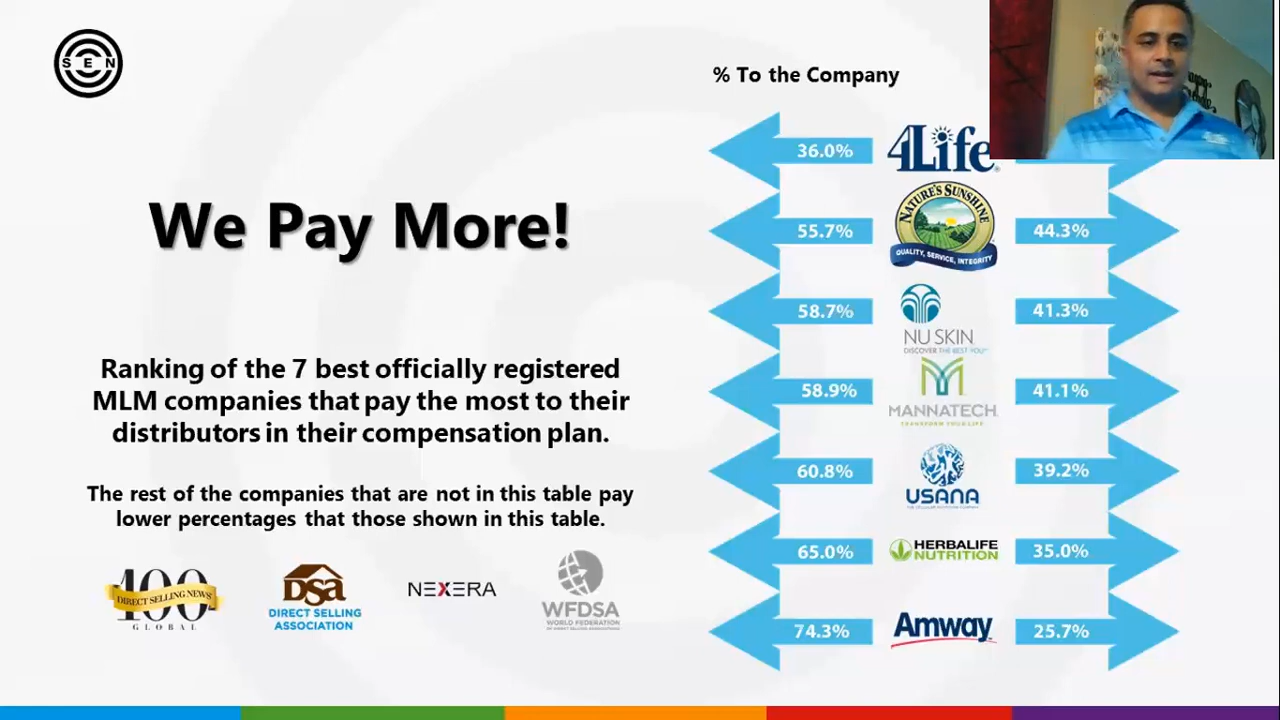 SEN
% To the Company
We Pay More!
Ranking of the 7 best officially registered
MLM companies that pay the most to their
distributors in their compensation plan.
The rest of the companies that are not in this table pay
lower percentages that those shown in this table.
100
DIRECT SELLING NEWS
GLOBAL
DSa
DIRECT SELLING
ASSOCIATION
NEXERA
WFDSA
WORLD FEDERATION
OF DIRECT SELLING ASSOCIATIONS
36.0% 4Life
55.7% NATURE'S SUNSHINE 44.3%
QUALITY, SERVICE, INTEGRITY
58.7% NU SKIN 41.3%
DISCOVER THE BEST YOU
58.9% MANNATECH 41.1%
TRANSFORM YOUR LIFE
60.8% USANA 39.2%
65.0% HERBALIFE NUTRITION 35.0%
74.3% Amway 25.7%